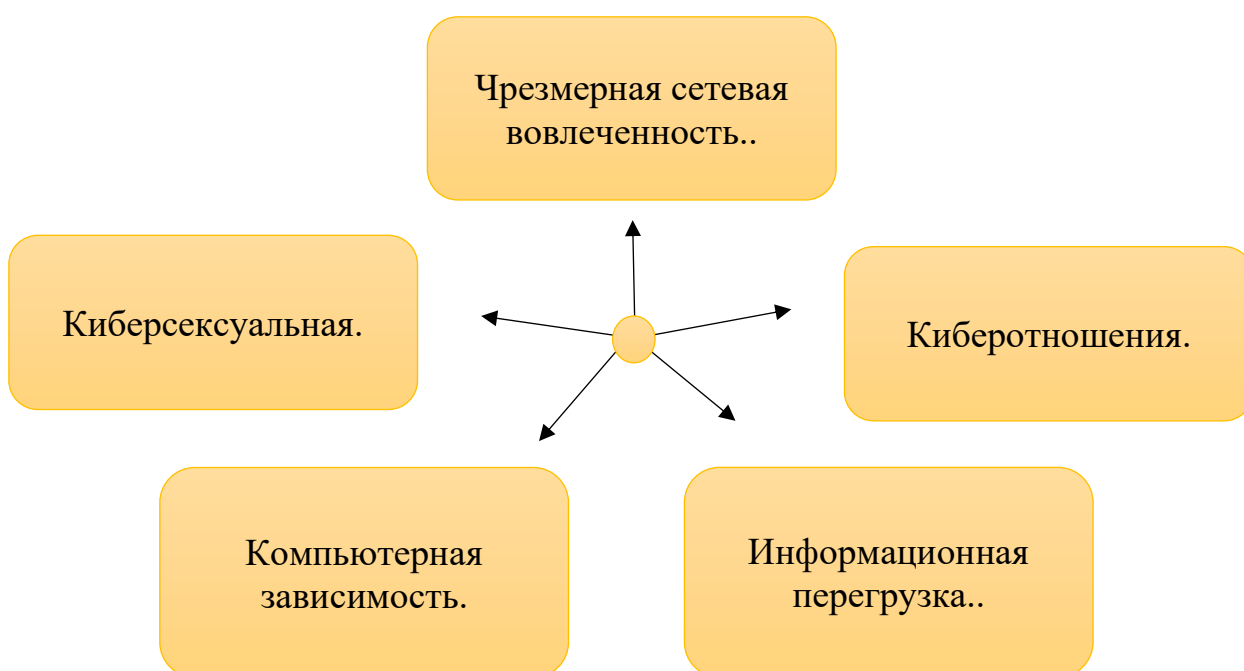 Чрезмерная сетевая
вовлеченность..
Киберсексуальная.
Киберотношения.
Компьютерная
зависимость.
Информационная
перегрузка..